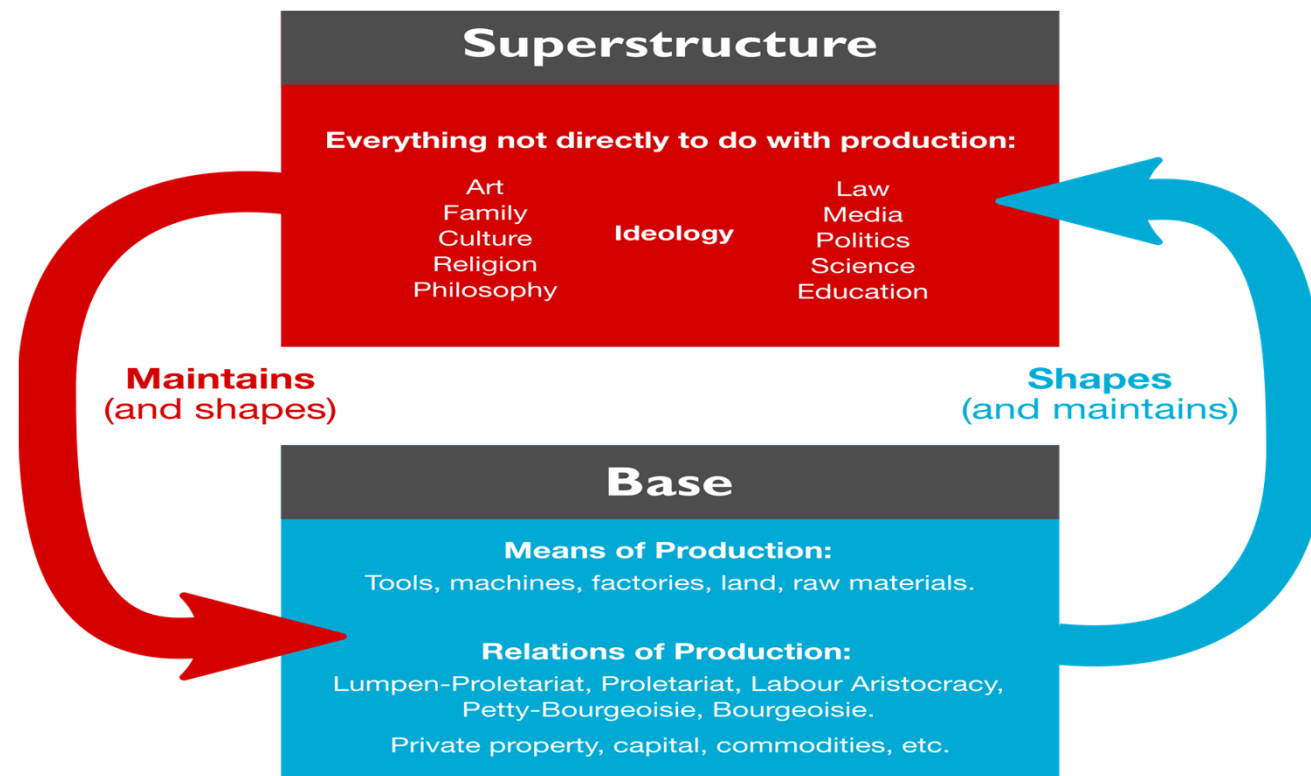 Superstructure
Everything not directly to do with production:
Art
Family
Culture
Religion
Philosophy
Ideology
Law
Media
Politics
Science
Education
Maintains
(and shapes)
Shapes
(and maintains)
Base
Means of Production:
Tools, machines, factories, land, raw materials.
Relations of Production:
Lumpen-Proletariat, Proletariat, Labour Aristocracy,
Petty-Bourgeoisie, Bourgeoisie.
Private property, capital, commodities, etc.